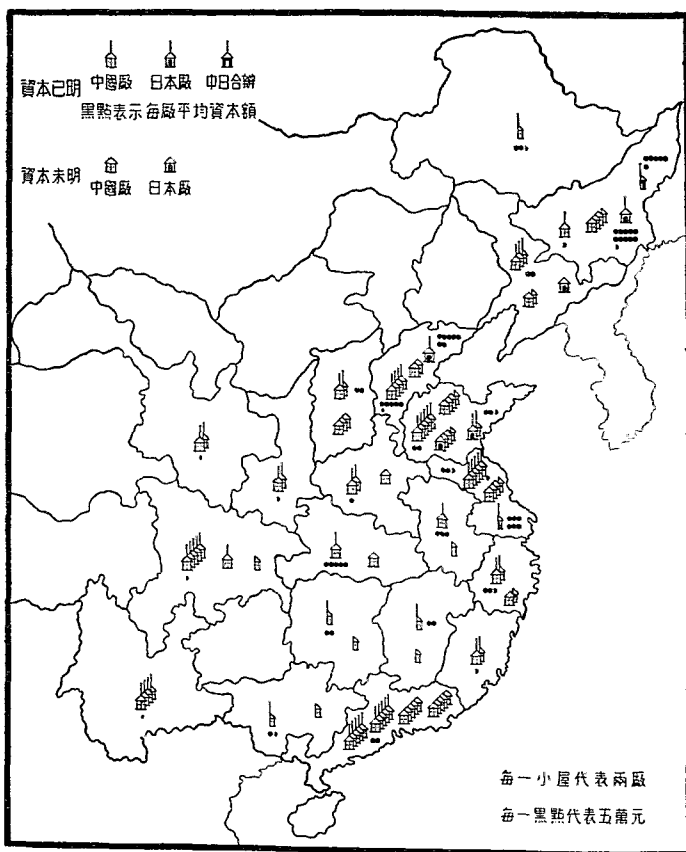 資本已明 中國廠 日本廠 中日合辦
黑點表示每廠平均資本額
資本未明 中國廠 日本廠
每一小屋代表兩廠
每一黑點代表五萬元